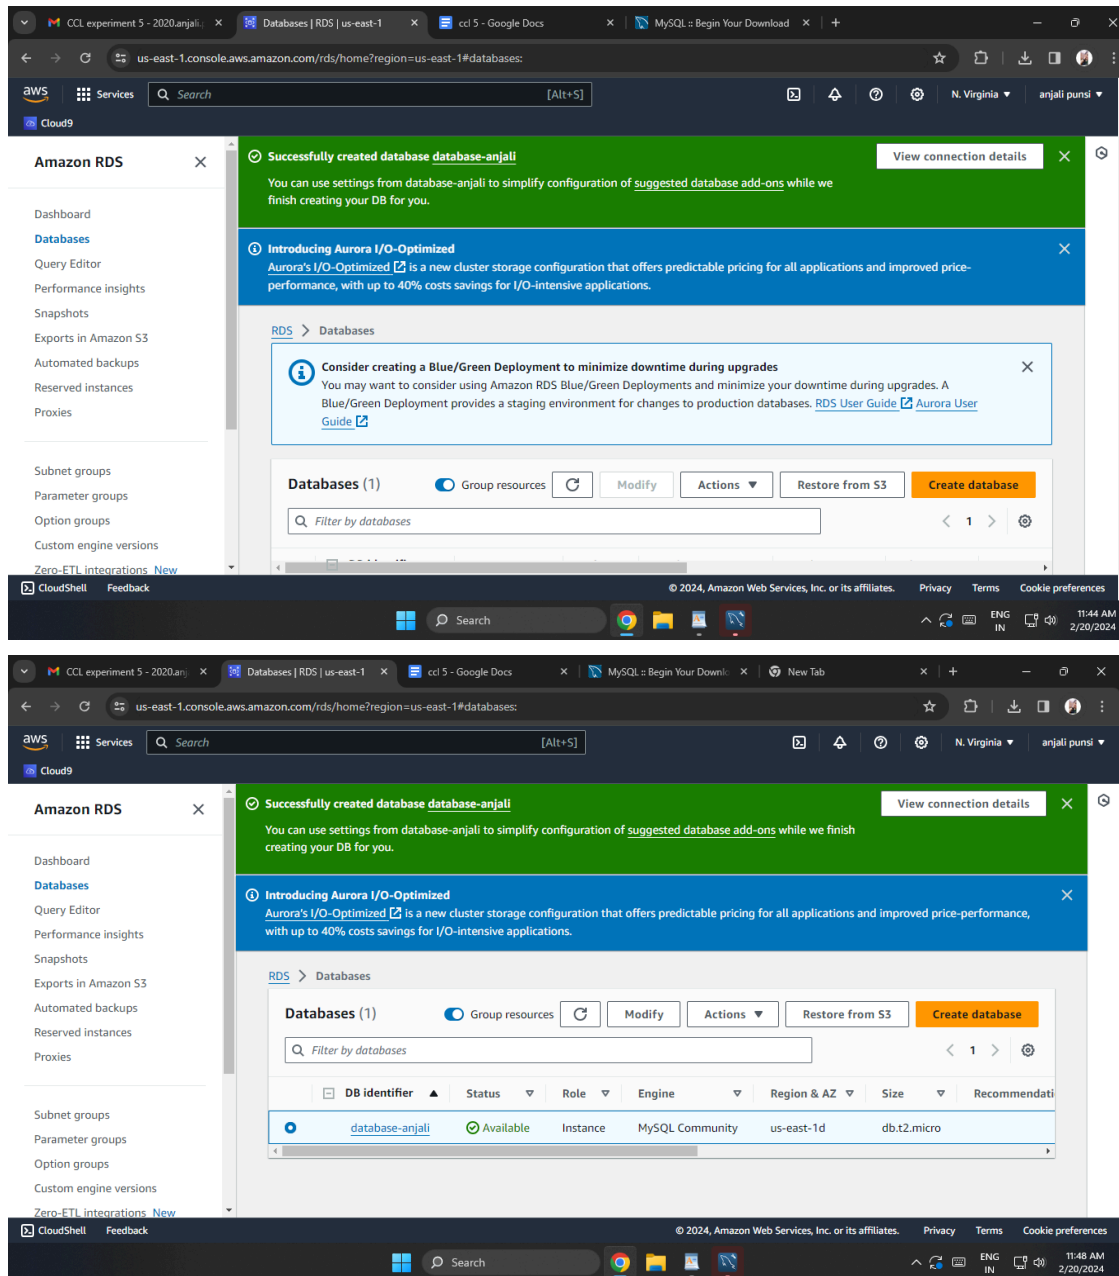 CCL experiment 5 - 2020.anjali.p
Databases | RDS | us-east-1
ccl 5 - Google Docs
MySQL :: Begin Your Download
us-east-1.console.aws.amazon.com/rds/home?region=us-east-1#databases:
aws
Services
Search
[Alt+S]
N. Virginia ▼
anjali punsi ▼
Cloud9
Amazon RDS
Dashboard
Databases
Query Editor
Performance insights
Snapshots
Exports in Amazon S3
Automated backups
Reserved instances
Proxies
Subnet groups
Parameter groups
Option groups
Custom engine versions
Zero-ETL integrations New
Successfully created database database-anjali
View connection details
You can use settings from database-anjali to simplify configuration of suggested database add-ons while we
finish creating your DB for you.
Introducing Aurora I/O-Optimized
Aurora's I/O-Optimized is a new cluster storage configuration that offers predictable pricing for all applications and improved price-
performance, with up to 40% costs savings for I/O-intensive applications.
RDS > Databases
Consider creating a Blue/Green Deployment to minimize downtime during upgrades
You may want to consider using Amazon RDS Blue/Green Deployments and minimize your downtime during upgrades. A
Blue/Green Deployment provides a staging environment for changes to production databases. RDS User Guide Aurora User
Guide
Databases (1)
Group resources
Modify
Actions ▼
Restore from S3
Create database
Filter by databases
1
CloudShell
Feedback
© 2024, Amazon Web Services, Inc. or its affiliates.
Privacy
Terms
Cookie preferences
Search
ENG
IN
11:44 AM
2/20/2024
CCL experiment 5 - 2020.anj
Databases | RDS | us-east-1
ccl 5 - Google Docs
MySQL :: Begin Your Downlo
New Tab
us-east-1.console.aws.amazon.com/rds/home?region=us-east-1#databases:
aws
Services
Search
[Alt+S]
N. Virginia ▼
anjali punsi ▼
Cloud9
Amazon RDS
Dashboard
Databases
Query Editor
Performance insights
Snapshots
Exports in Amazon S3
Automated backups
Reserved instances
Proxies
Subnet groups
Parameter groups
Option groups
Custom engine versions
Zero-ETL integrations New
Successfully created database database-anjali
View connection details
You can use settings from database-anjali to simplify configuration of suggested database add-ons while we finish
creating your DB for you.
Introducing Aurora I/O-Optimized
Aurora's I/O-Optimized is a new cluster storage configuration that offers predictable pricing for all applications and improved price-performance,
with up to 40% costs savings for I/O-intensive applications.
RDS > Databases
Databases (1)
Group resources
Modify
Actions ▼
Restore from S3
Create database
Filter by databases
1
DB identifier
Status
Role
Engine
Region & AZ
Size
Recommendati
database-anjali
Available
Instance
MySQL Community
us-east-1d
db.t2.micro
CloudShell
Feedback
© 2024, Amazon Web Services, Inc. or its affiliates.
Privacy
Terms
Cookie preferences
Search
ENG
IN
11:48 AM
2/20/2024